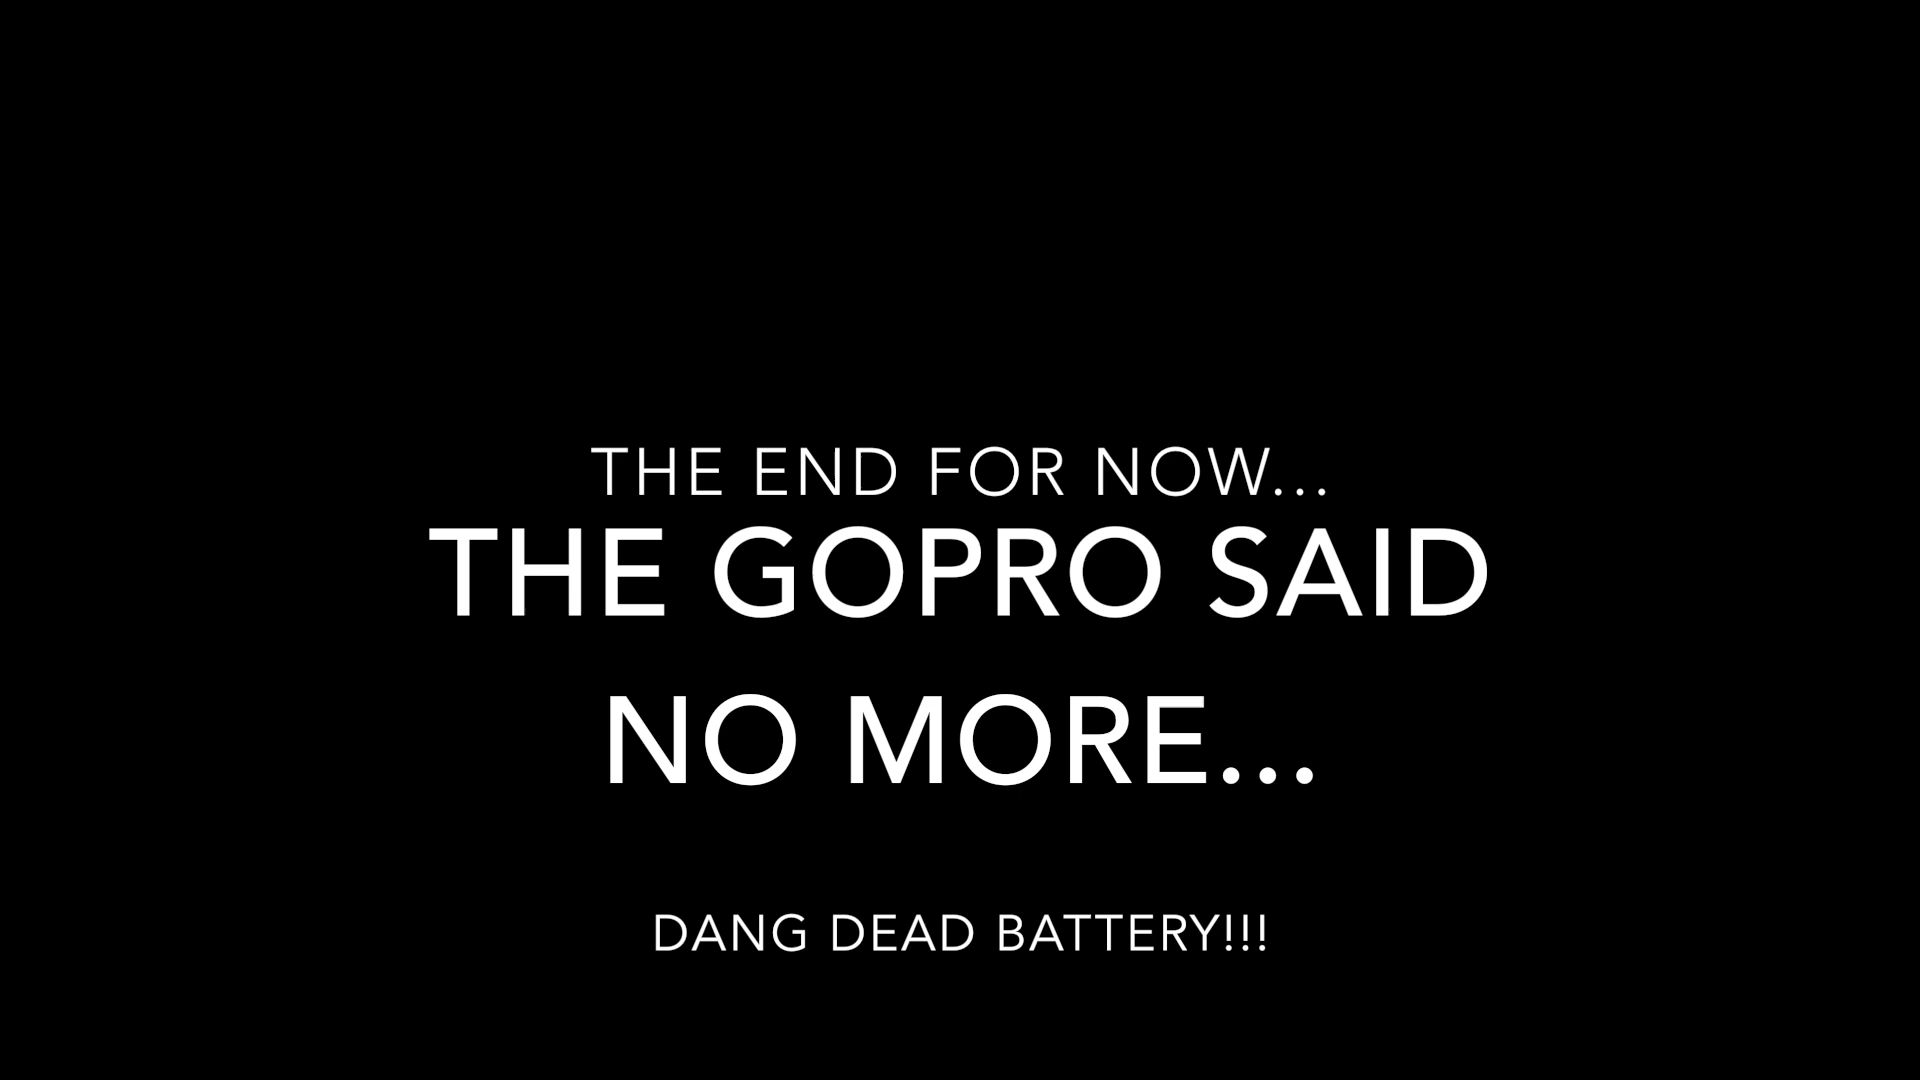 THE END FOR NOW...
THE GOPRO SAID
NO MORE...
DANG DEAD BATTERY!!!